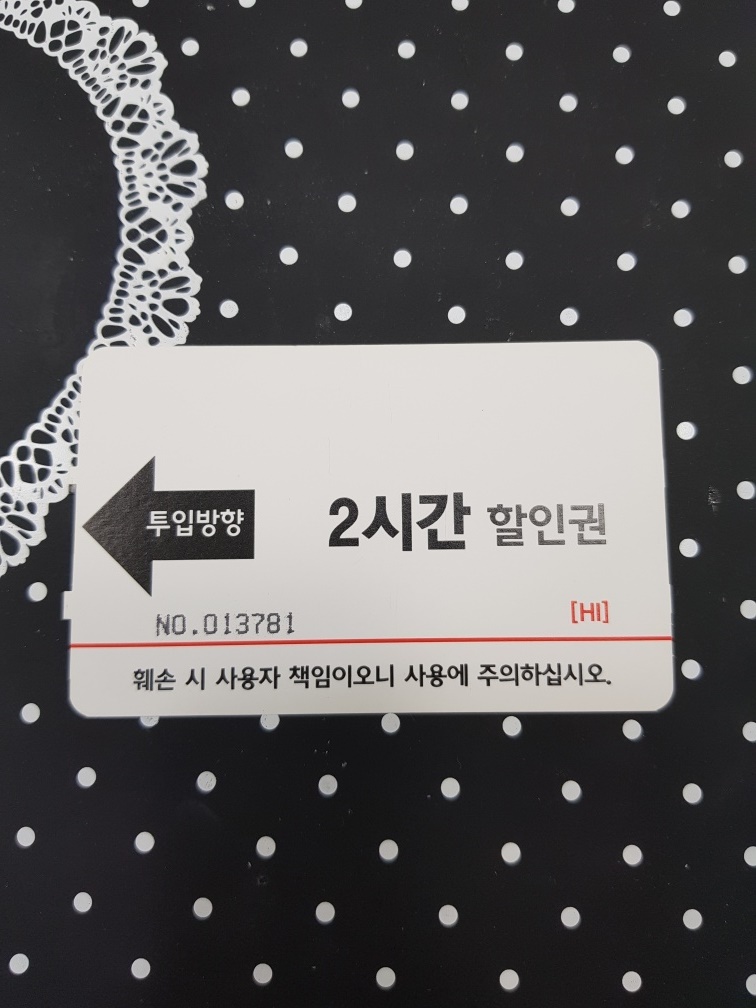 투입방향
2시간 할인권
NO.013781
[HI]
훼손 시 사용자 책임이오니 사용에 주의하십시오.